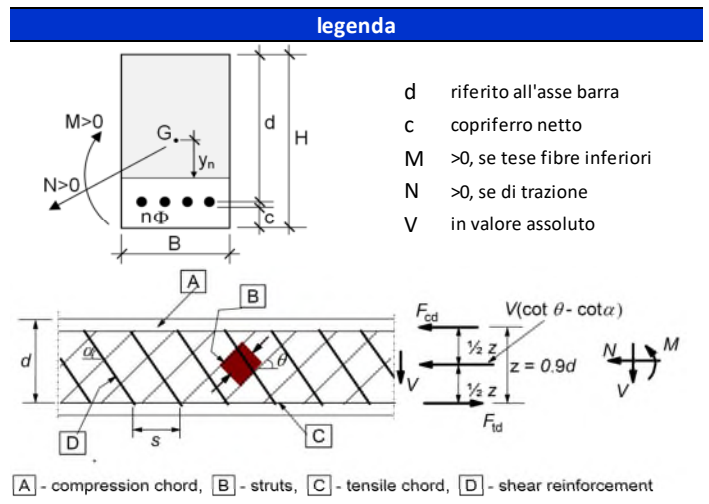 legenda
M>0
G
yₙ
N>0
nΦ
d
H
c
B
d riferito all'asse barra
c copriferro netto
M >0, se tese fibre inferiori
N >0, se di trazione
V in valore assoluto
A
B
F_cd
V(cot θ - cotα)
d
α
θ
½ z
½ z
z = 0.9d
N
M
V
V
F_td
D
s
C
A - compression chord, B - struts, C - tensile chord, D - shear reinforcement